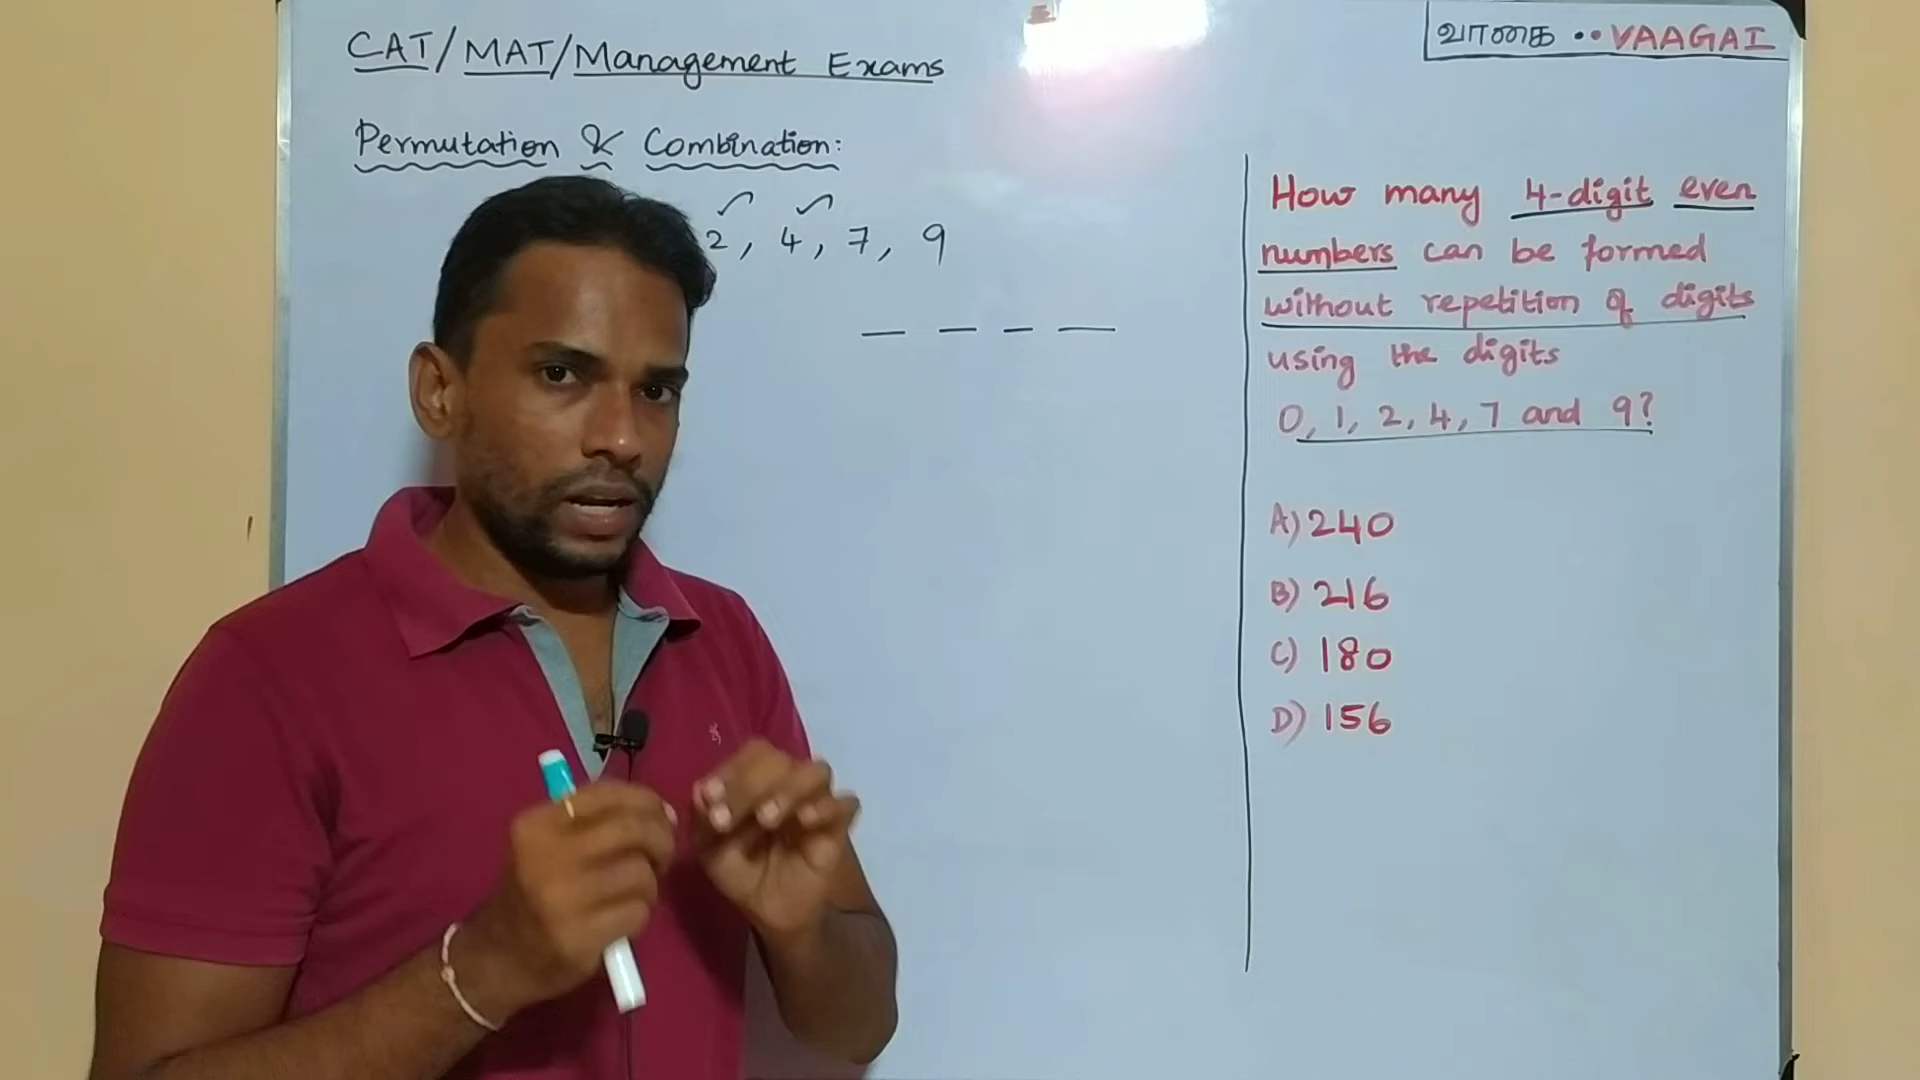 CAT/MAT/Management Exams
வாகை ..VAAGAI
Permutation & Combination:
2, 4, 7, 9
How many 4-digit even
numbers can be formed
without repetition of digits
using the digits
0, 1, 2, 4, 7 and 9?
A) 240
B) 216
C) 180
D) 156